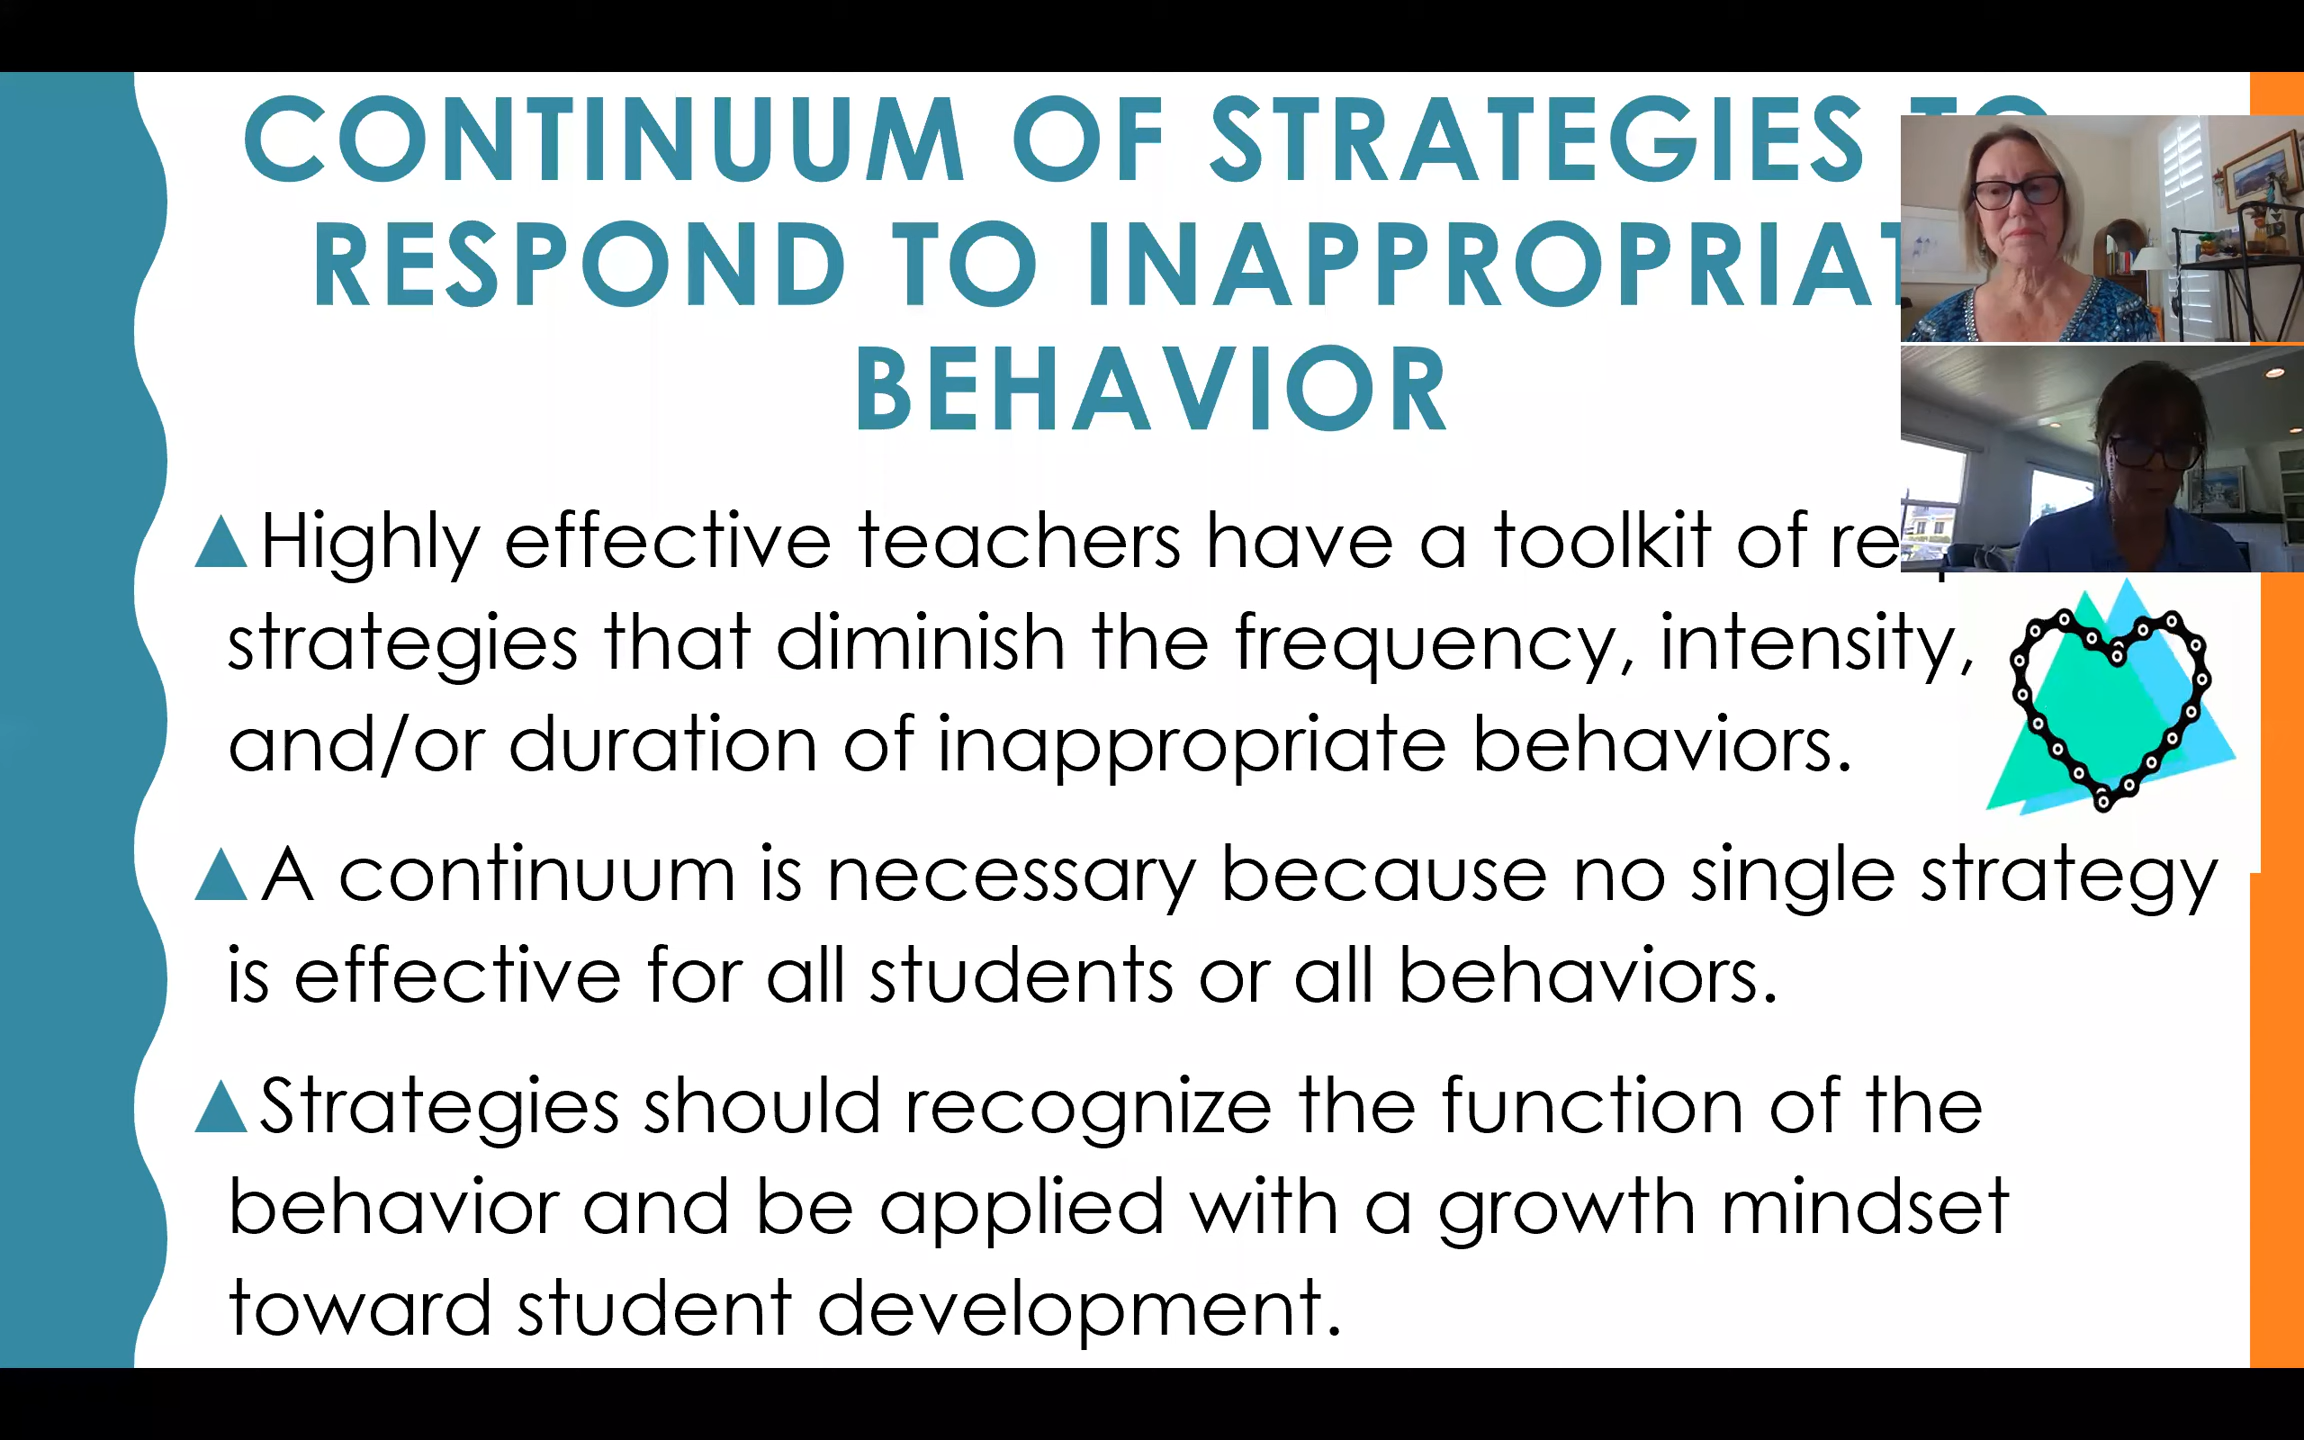 CONTINUUM OF STRATEGIES TO
RESPOND TO INAPPROPRIAT
BEHAVIOR
▲Highly effective teachers have a toolkit of
strategies that diminish the frequency, intensity,
and/or duration of inappropriate behaviors.
▲A continuum is necessary because no single strategy
is effective for all students or all behaviors.
▲Strategies should recognize the function of the
behavior and be applied with a growth mindset
toward student development.